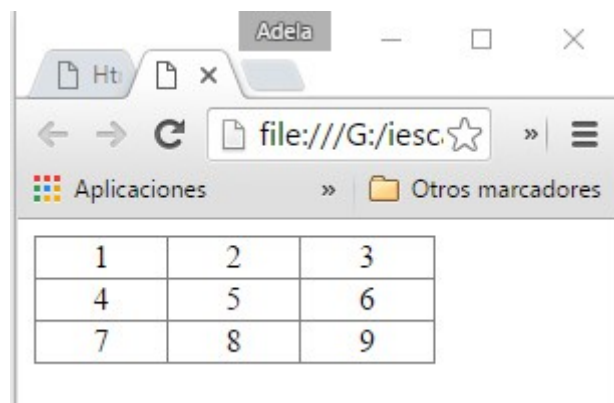 Adela
Ht
file:///G:/iesc
»
Aplicaciones » Otros marcadores
1 2 3
4 5 6
7 8 9